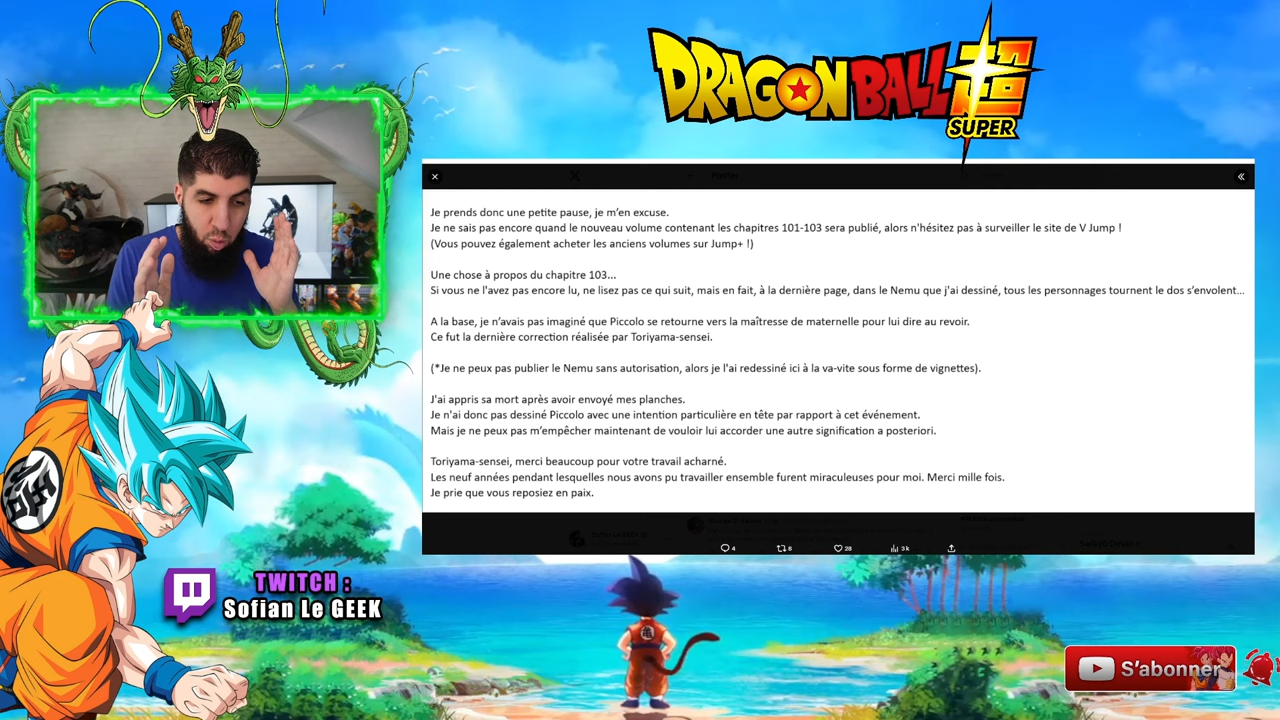 DRAGON BALL
超
SUPER
Je prends donc une petite pause, je m’en excuse.
Je ne sais pas encore quand le nouveau volume contenant les chapitres 101-103 sera publié, alors n'hésitez pas à surveiller le site de V Jump !
(Vous pouvez également acheter les anciens volumes sur Jump+ !)
Une chose à propos du chapitre 103...
Si vous ne l'avez pas encore lu, ne lisez pas ce qui suit, mais en fait, à la dernière page, dans le Nemu que j'ai dessiné, tous les personnages tournent le dos s’envolent...
A la base, je n’avais pas imaginé que Piccolo se retourne vers la maîtresse de maternelle pour lui dire au revoir.
Ce fut la dernière correction réalisée par Toriyama-sensei.
(*Je ne peux pas publier le Nemu sans autorisation, alors je l'ai redessiné ici à la va-vite sous forme de vignettes).
J'ai appris sa mort après avoir envoyé mes planches.
Je n'ai donc pas dessiné Piccolo avec une intention particulière en tête par rapport à cet événement.
Mais je ne peux pas m’empêcher maintenant de vouloir lui accorder une autre signification a posteriori.
Toriyama-sensei, merci beaucoup pour votre travail acharné.
Les neuf années pendant lesquelles nous avons pu travailler ensemble furent miraculeuses pour moi. Merci mille fois.
Je prie que vous reposiez en paix.
4 8 28 3 k
TWITCH :
Sofian Le GEEK
S’abonner